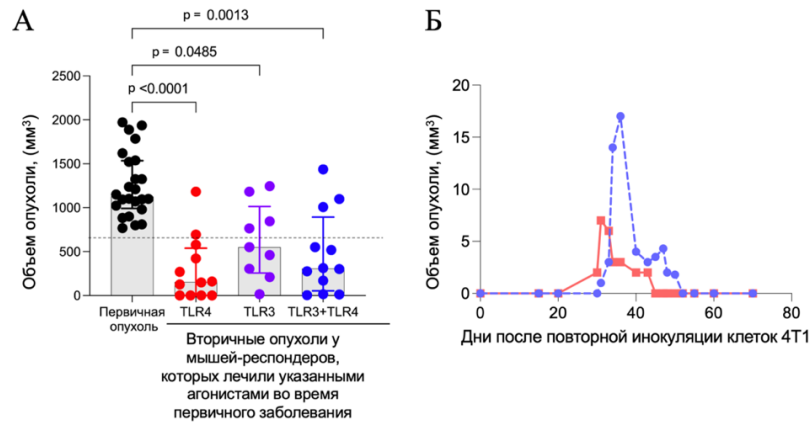 А
p = 0.0013
p = 0.0485
p <0.0001
2500
2000
1500
1000
500
0
Объем опухоли, (мм³)
Первичная
опухоль
TLR4
TLR3
TLR3+TLR4
Вторичные опухоли у
мышей-респондеров,
которых лечили указанными
агонистами во время
первичного заболевания
Б
20
15
10
5
0
Объем опухоли, (мм³)
0
20
40
60
80
Дни после повторной инокуляции клеток 4T1